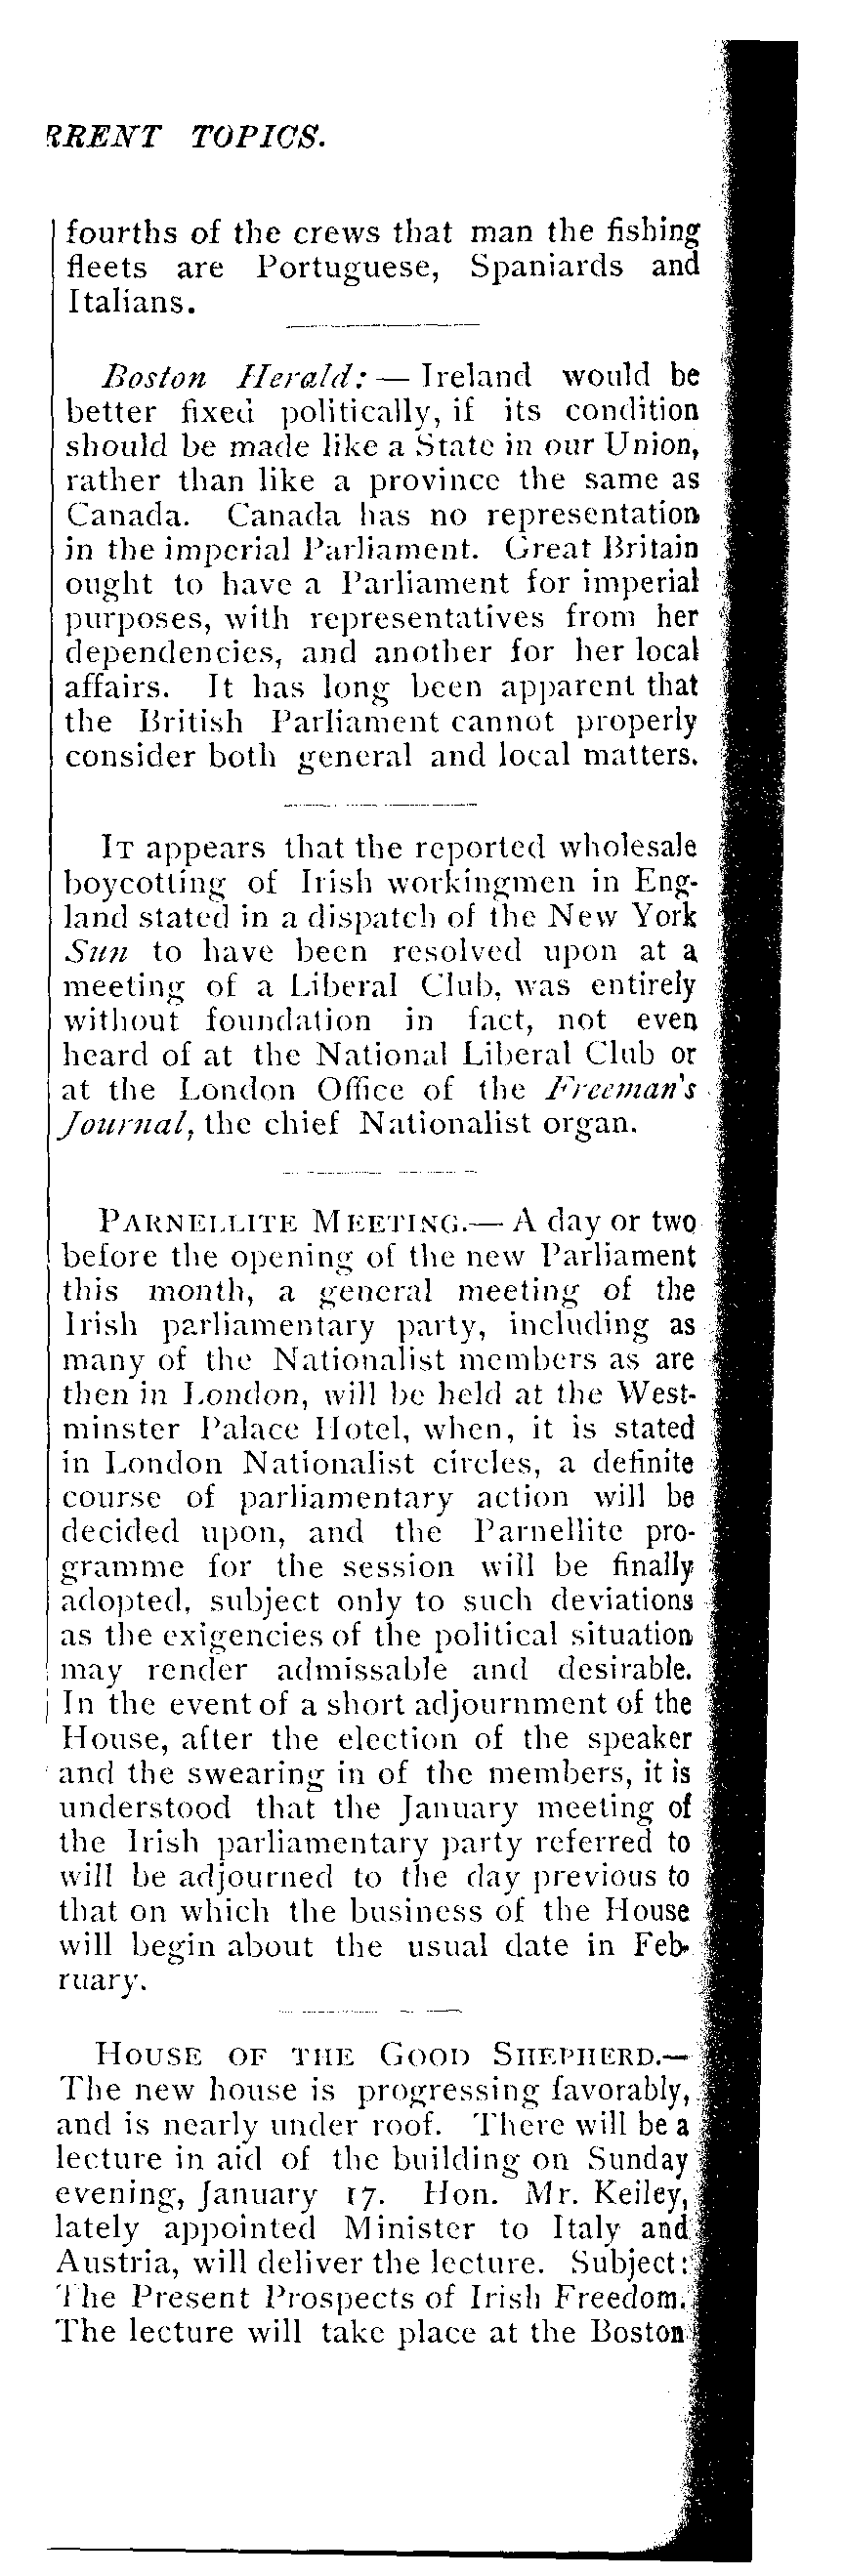 RRENT TOPICS.
fourths of the crews that man the fishing
fleets are Portuguese, Spaniards and
Italians.
Boston Herald: — Ireland would be
better fixed politically, if its condition
should be made like a State in our Union,
rather than like a province the same as
Canada. Canada has no representation
in the imperial Parliament. Great Britain
ought to have a Parliament for imperial
purposes, with representatives from her
dependencies, and another for her local
affairs. It has long been apparent that
the British Parliament cannot properly
consider both general and local matters.
IT appears that the reported wholesale
boycotting of Irish workingmen in Eng-
land stated in a dispatch of the New York
Sun to have been resolved upon at a
meeting of a Liberal Club, was entirely
without foundation in fact, not even
heard of at the National Liberal Club or
at the London Office of the Freeman's
Journal, the chief Nationalist organ.
PARNELLITE MEETING.— A day or two
before the opening of the new Parliament
this month, a general meeting of the
Irish parliamentary party, including as
many of the Nationalist members as are
then in London, will be held at the West-
minster Palace Hotel, when, it is stated
in London Nationalist circles, a definite
course of parliamentary action will be
decided upon, and the Parnellite pro-
gramme for the session will be finally
adopted, subject only to such deviations
as the exigencies of the political situation
may render admissable and desirable.
In the event of a short adjournment of the
House, after the election of the speaker
and the swearing in of the members, it is
understood that the January meeting of
the Irish parliamentary party referred to
will be adjourned to the day previous to
that on which the business of the House
will begin about the usual date in Feb-
ruary.
HOUSE OF THE GOOD SHEPHERD.—
The new house is progressing favorably,
and is nearly under roof. There will be a
lecture in aid of the building on Sunday
evening, January 17. Hon. Mr. Keiley,
lately appointed Minister to Italy and
Austria, will deliver the lecture. Subject:
The Present Prospects of Irish Freedom.
The lecture will take place at the Boston